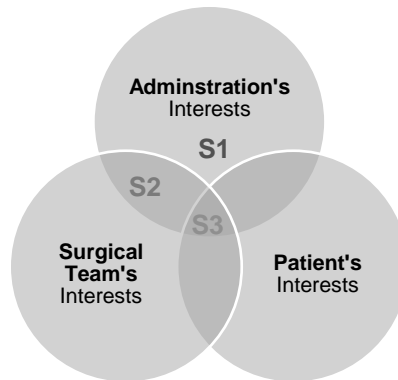 Adminstration's
Interests
S1
S2
S3
Surgical
Team's
Interests
Patient's
Interests